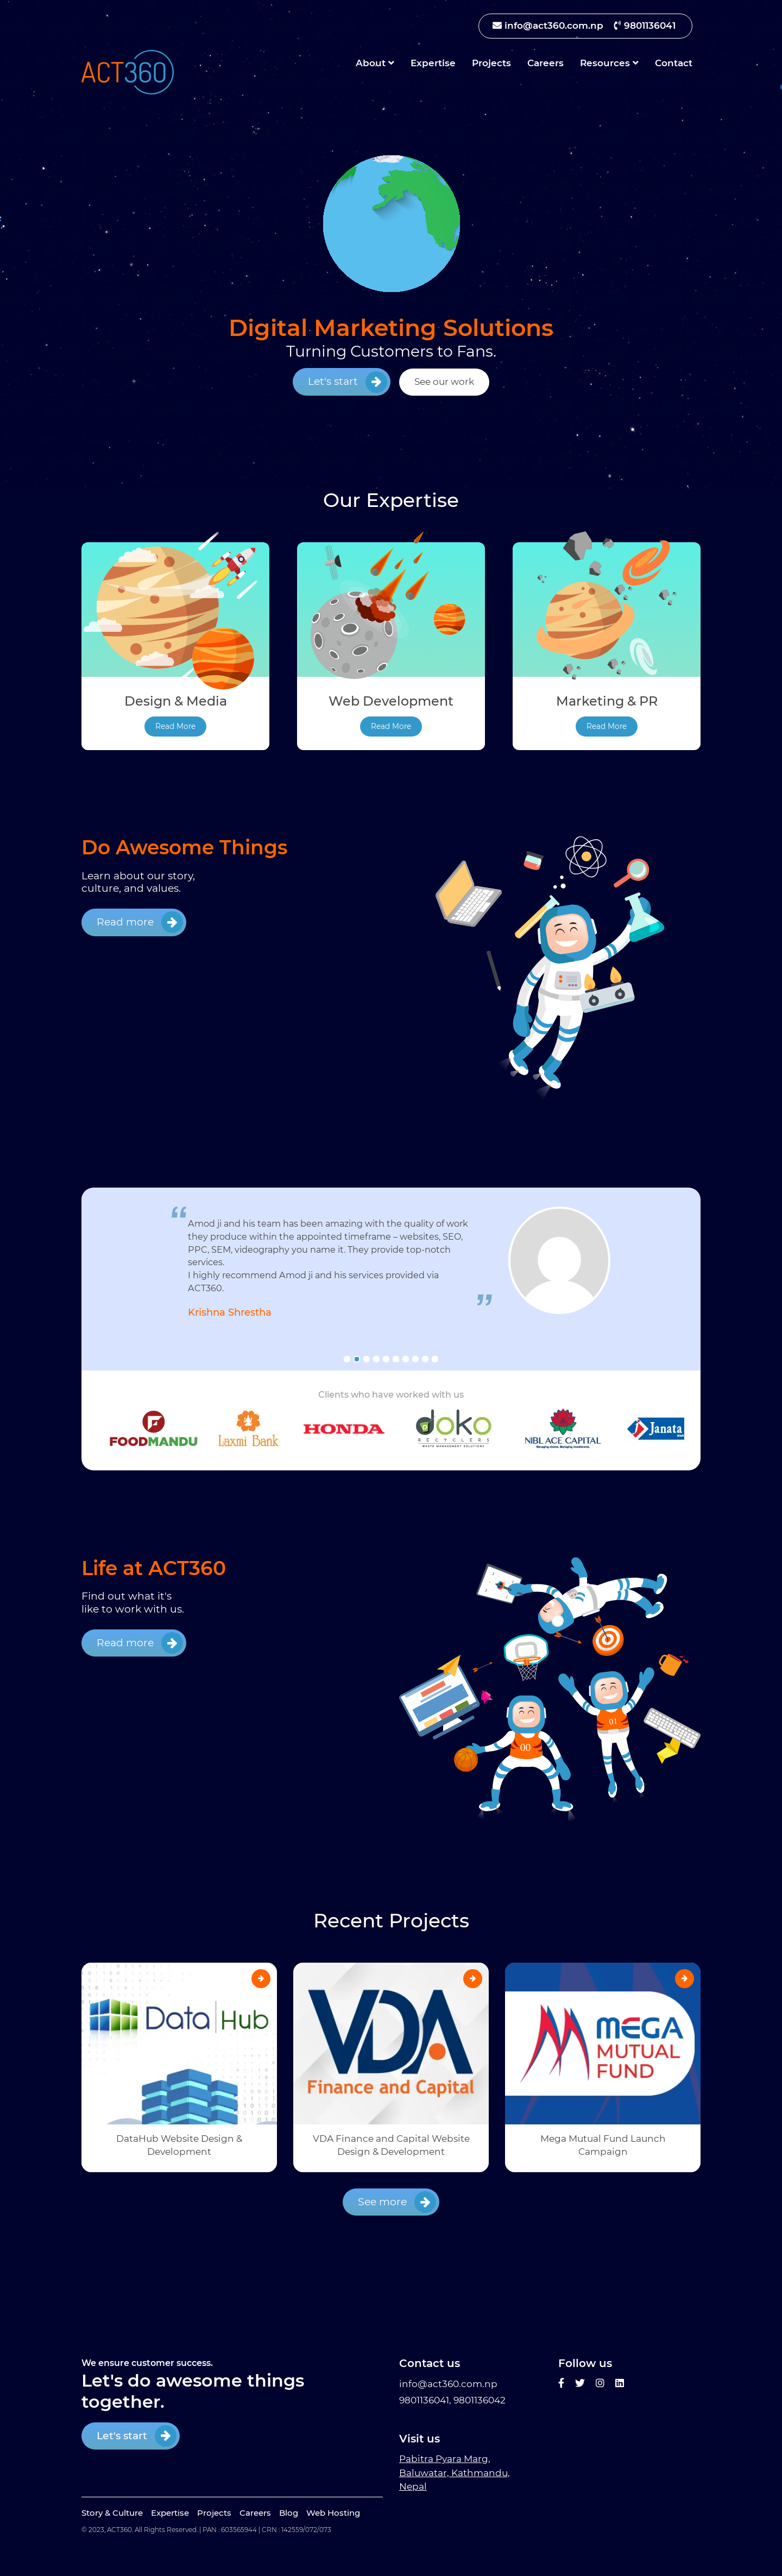 info@act360.com.np 9801136041
ACT360
About Expertise Projects Careers Resources Contact
Digital Marketing Solutions
Turning Customers to Fans.
Let's start
See our work
Our Expertise
Design & Media
Read More
Web Development
Read More
Marketing & PR
Read More
Do Awesome Things
Learn about our story,
culture, and values.
Read more
“
Amod ji and his team has been amazing with the quality of work
they produce within the appointed timeframe – websites, SEO,
PPC, SEM, videography you name it. They provide top-notch
services.
I highly recommend Amod ji and his services provided via
ACT360.
”
Krishna Shrestha
Clients who have worked with us
FOODMANDU
Laxmi Bank
HONDA
doko
RECYCLERS
WASTE MANAGEMENT SOLUTIONS
NIBL ACE CAPITAL
Managing Assets. Managing Investments.
Janata
Life at ACT360
Find out what it's
like to work with us.
Read more
00
01
Recent Projects
Data Hub
DataHub Website Design &
Development
VDA
Finance and Capital
VDA Finance and Capital Website
Design & Development
MEGA
MUTUAL
FUND
Mega Mutual Fund Launch
Campaign
See more
We ensure customer success.
Let's do awesome things
together.
Let's start
Contact us
info@act360.com.np
9801136041, 9801136042
Follow us
Visit us
Pabitra Pyara Marg,
Baluwatar, Kathmandu,
Nepal
Story & Culture Expertise Projects Careers Blog Web Hosting
© 2023, ACT360. All Rights Reserved. | PAN : 603565944 | CRN : 142559/072/073